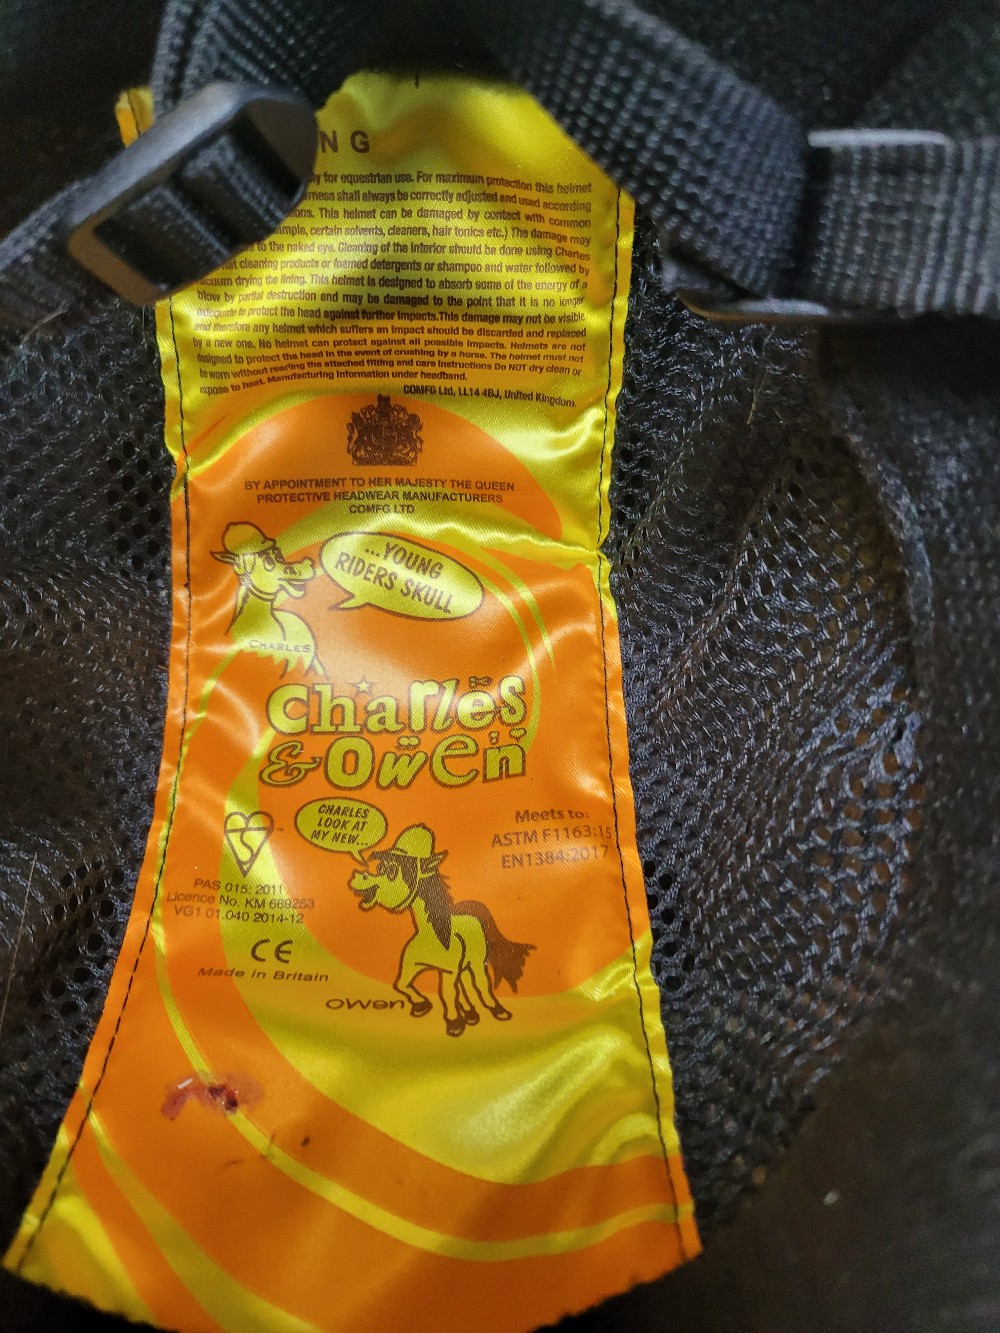 NG
for equestrian use. For maximum protection this helmet
shall always be correctly adjusted and used according
This helmet can be damaged by contact with common
certain solvents, cleaners, hair tonics etc.) The damage may
to the naked eye. Cleaning of the interior should be done using Charles
cleaning products or foamed detergents or shampoo and water followed by
drying the lining. This helmet is designed to absorb some of the energy of a
blow by partial destruction and may be damaged to the point that it is no longer
adequate to protect the head against further impacts. This damage may not be visible
and therefore any helmet which suffers an impact should be discarded and replaced
by a new one. No helmet can protect against all possible impacts. Helmets are not
designed to protect the head in the event of crushing by a horse. The helmet must not
be worn without reading the attached fitting and care instructions Do NOT dry clean or
expose to heat. Manufacturing information under headband.
COMFG Ltd, LL14 4BJ, United Kingdom.
BY APPOINTMENT TO HER MAJESTY THE QUEEN
PROTECTIVE HEADWEAR MANUFACTURERS
COMFG LTD
...YOUNG
RIDERS SKULL
CHARLES
Charles
& Owen
CHARLES
LOOK AT
MY NEW...
Meets to:
ASTM F1163:15
EN1384:2017
™
PAS 015: 2011
Licence No. KM 669253
VG1 01.040 2014-12
CE
Made in Britain
owen